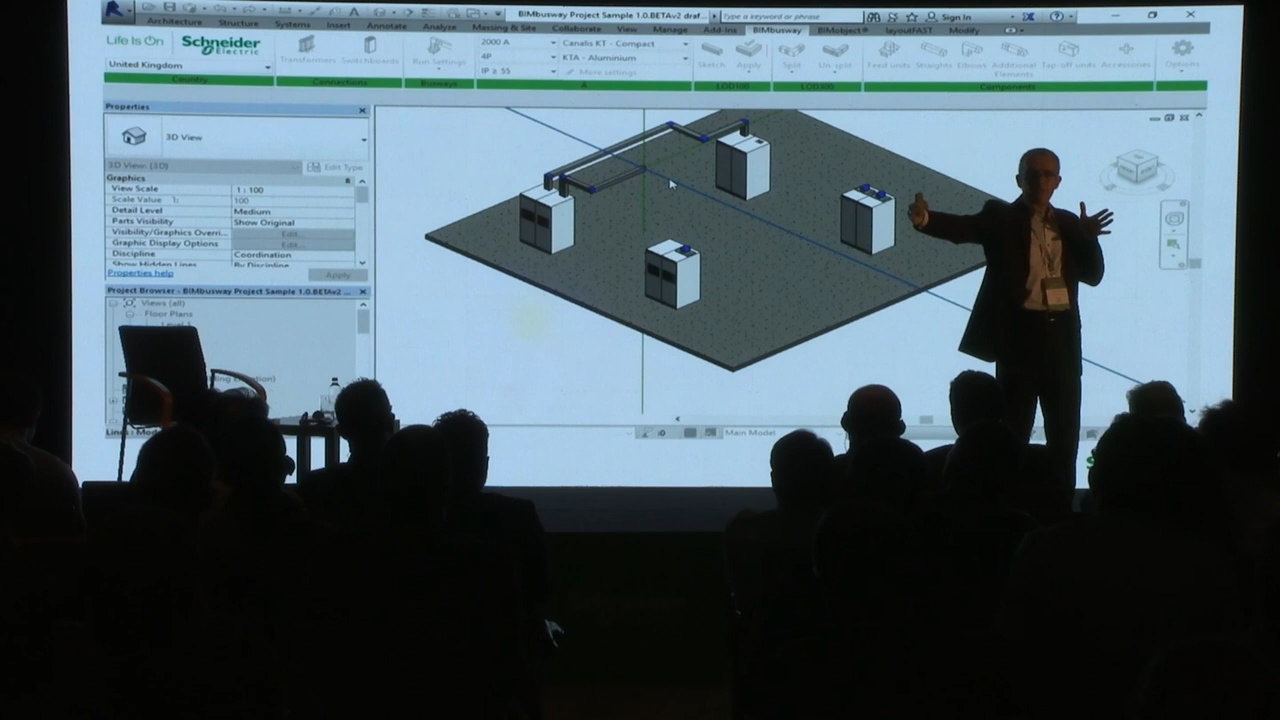 BIMbusway Project Sample 1.0.BETAv2 draf...
Type a keyword or phrase
Sign In
Architecture Structure Systems Insert Annotate Analyze Massing & Site Collaborate View Manage Add-Ins BIMbusway BIMobject® layoutFAST Modify
Life Is On Schneider Electric
United Kingdom
Country
Transformers Switchboards
Connections
Run Settings
Busways
2000 A Canalis KT - Compact
4P KTA - Aluminium
IP ≥ 55 More settings
A
Sketch Apply
LOD100
Split Un-split
LOD300
Feed units Straights Elbows Additional Elements Tap-off units Accessories
Components
Options
Properties
3D View
3D View: (3D) Edit Type
Graphics
View Scale 1 : 100
Scale Value 1: 100
Detail Level Medium
Parts Visibility Show Original
Visibility/Graphics Overri... Edit...
Graphic Display Options Edit...
Discipline Coordination
Show Hidden Lines By Discipline
Properties help Apply
Project Browser - BIMbusway Project Sample 1.0.BETAv2 ...
Views (all)
Floor Plans
Level 1
:0 Main Model